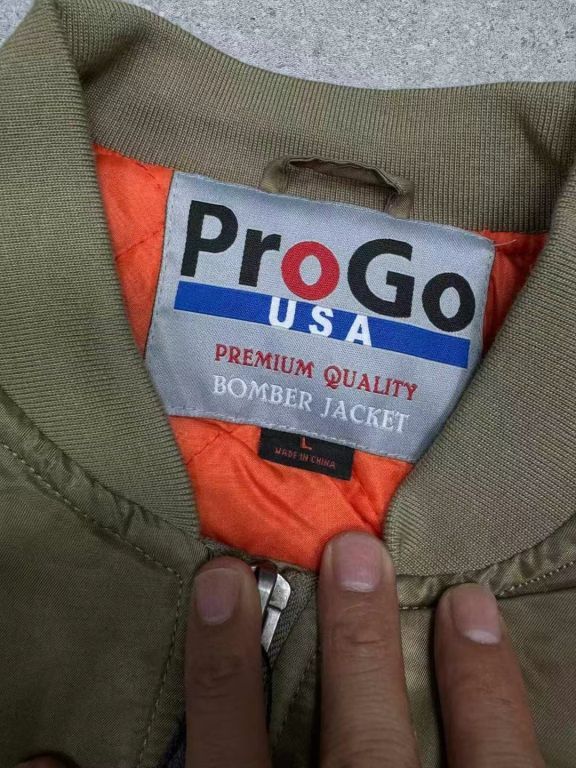 ProGo
USA
PREMIUM QUALITY
BOMBER JACKET
L
MADE IN CHINA